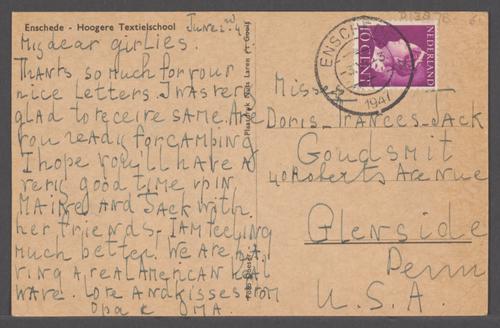 Enschede - Hoogere Textielschool
June 2nd 4
My dear girlies.
Thanks so much for your
nice letters. I was very
glad to receive same. Are
you ready for camping
I hope you'll have a
very good time up in
Maine and Jack with
her friends. I am feeling
much better. We are ha
ving a real American heat
wave. Love and kisses from
Opa & Oma.
ENSCHEDE
1947
NEDERLAND
10 CENT
Misses
Doris-Frances-Jack
Goudsmit
40 Roberts Avenue
Glenside
Penn
U.S.A.